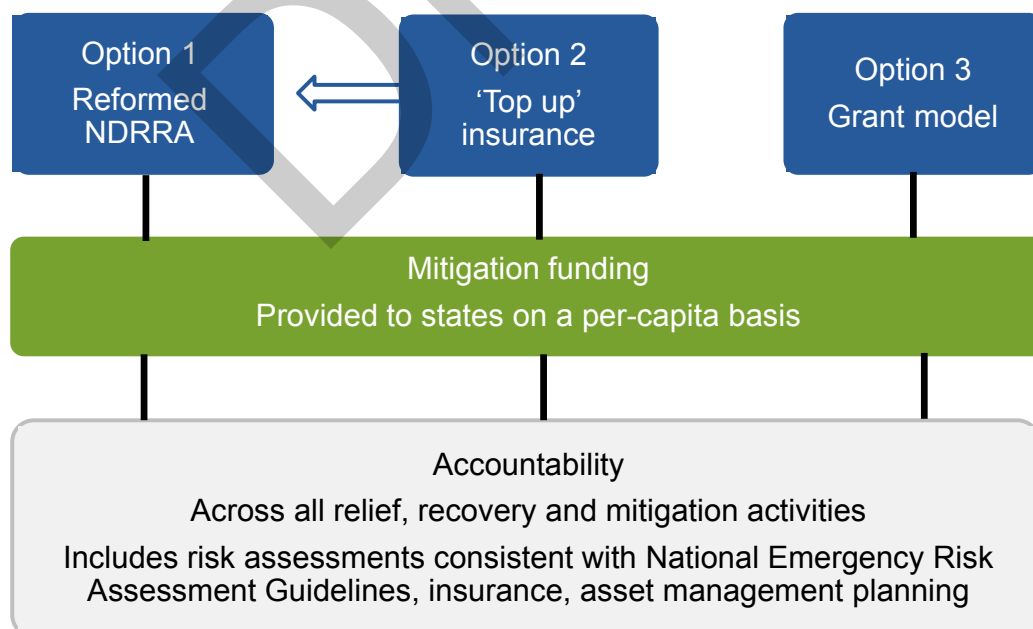 Option 1
Reformed
NDRRA
Option 2
‘Top up’
insurance
Option 3
Grant model
Mitigation funding
Provided to states on a per-capita basis
Accountability
Across all relief, recovery and mitigation activities
Includes risk assessments consistent with National Emergency Risk
Assessment Guidelines, insurance, asset management planning